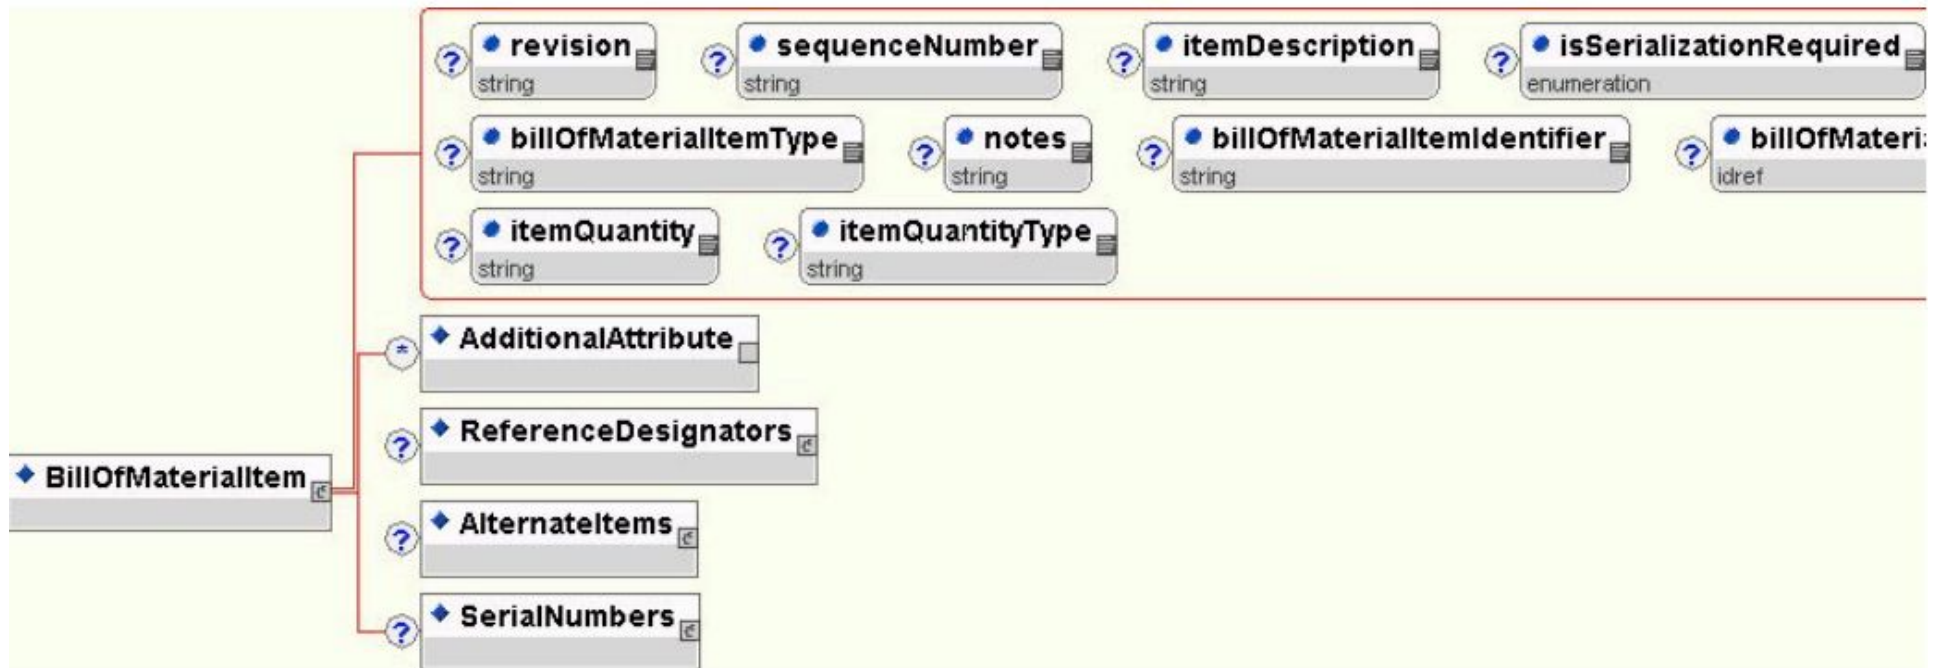 ? revision ? sequenceNumber ? itemDescription ? isSerializationRequired
string string string enumeration
? billOfMaterialItemType ? notes ? billOfMaterialItemIdentifier ? billOfMateri
string string string idref
? itemQuantity ? itemQuantityType
string string
* AdditionalAttribute
? ReferenceDesignators
BillOfMaterialItem
? AlternateItems
? SerialNumbers